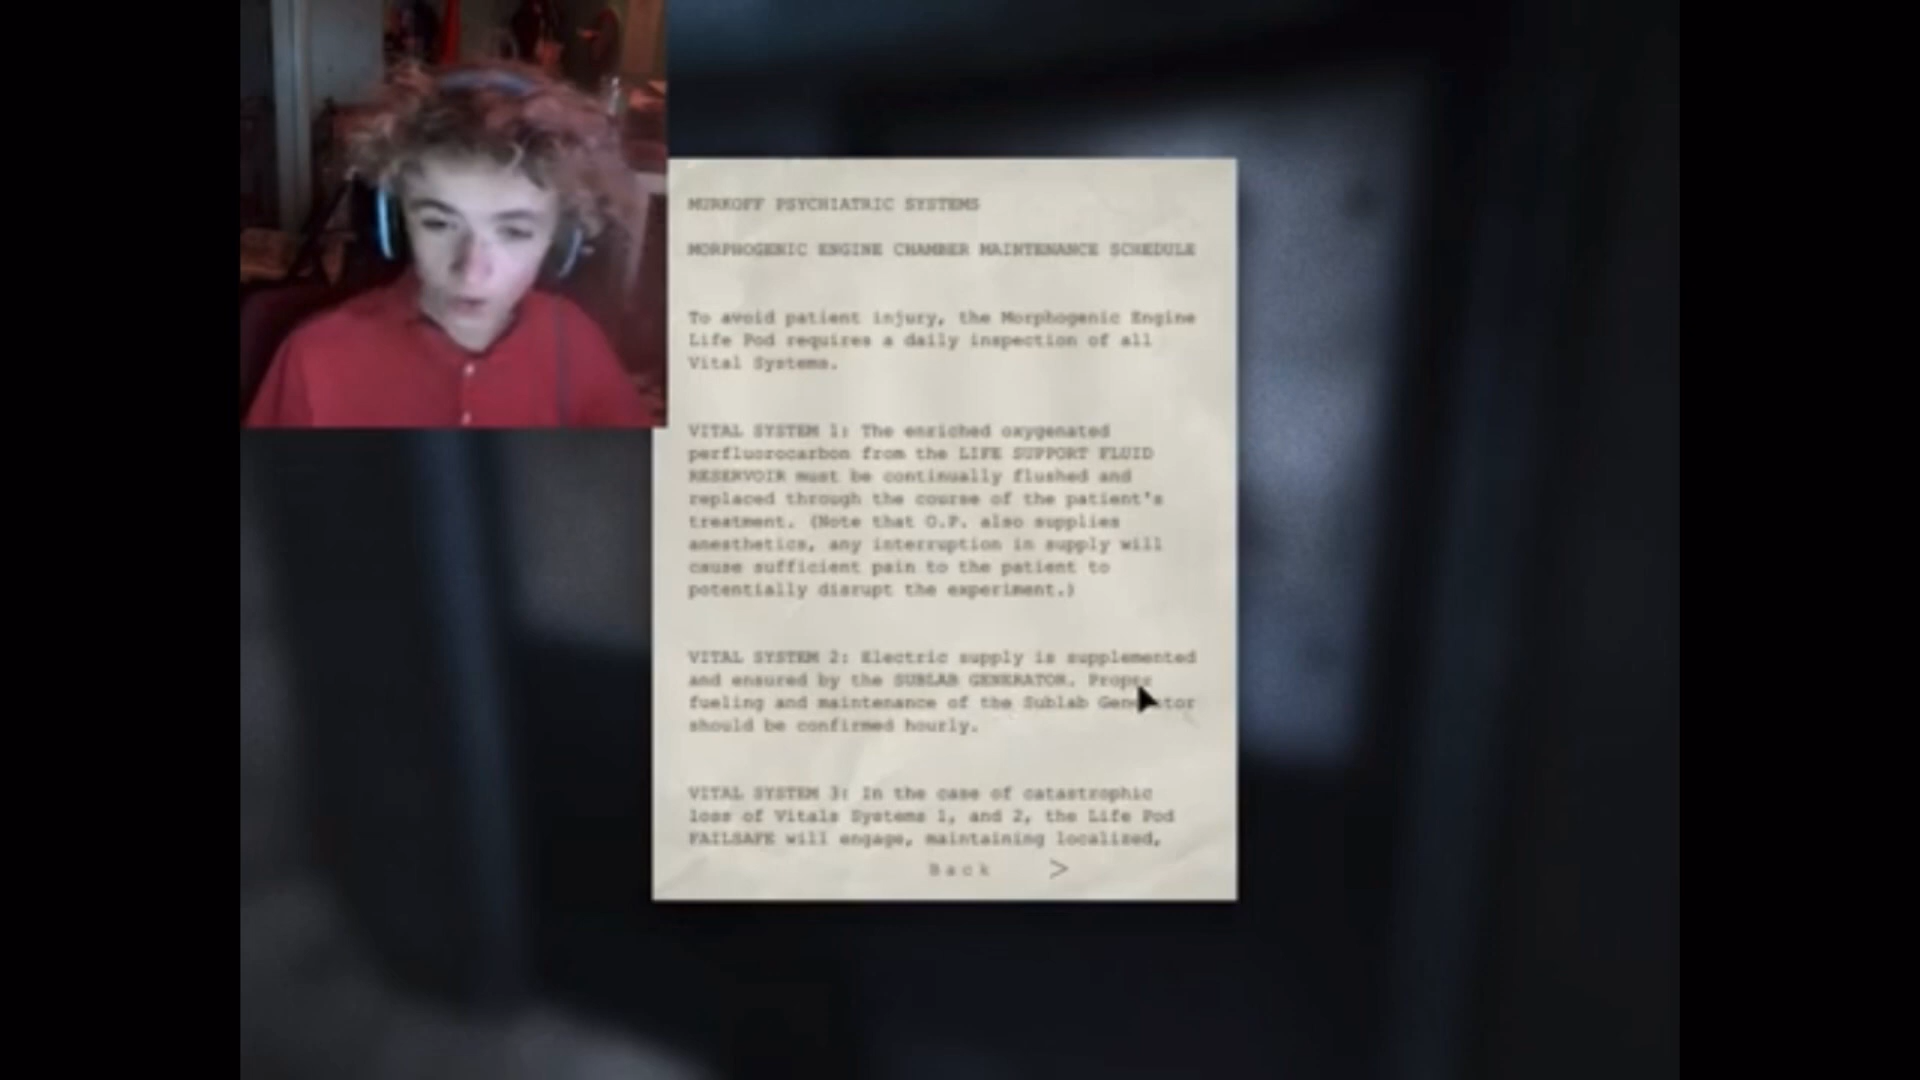 MURKOFF PSYCHIATRIC SYSTEMS
MORPHOGENIC ENGINE CHAMBER MAINTENANCE SCHEDULE
To avoid patient injury, the Morphogenic Engine
Life Pod requires a daily inspection of all
Vital Systems.
VITAL SYSTEM 1: The enriched oxygenated
perfluorocarbon from the LIFE SUPPORT FLUID
RESERVOIR must be continually flushed and
replaced through the course of the patient's
treatment. (Note that O.P. also supplies
anesthetics, any interruption in supply will
cause sufficient pain to the patient to
potentially disrupt the experiment.)
VITAL SYSTEM 2: Electric supply is supplemented
and ensured by the SUBLAB GENERATOR. Proper
fueling and maintenance of the Sublab Generator
should be confirmed hourly.
VITAL SYSTEM 3: In the case of catastrophic
loss of Vitals Systems 1, and 2, the Life Pod
FAILSAFE will engage, maintaining localized,
Back >